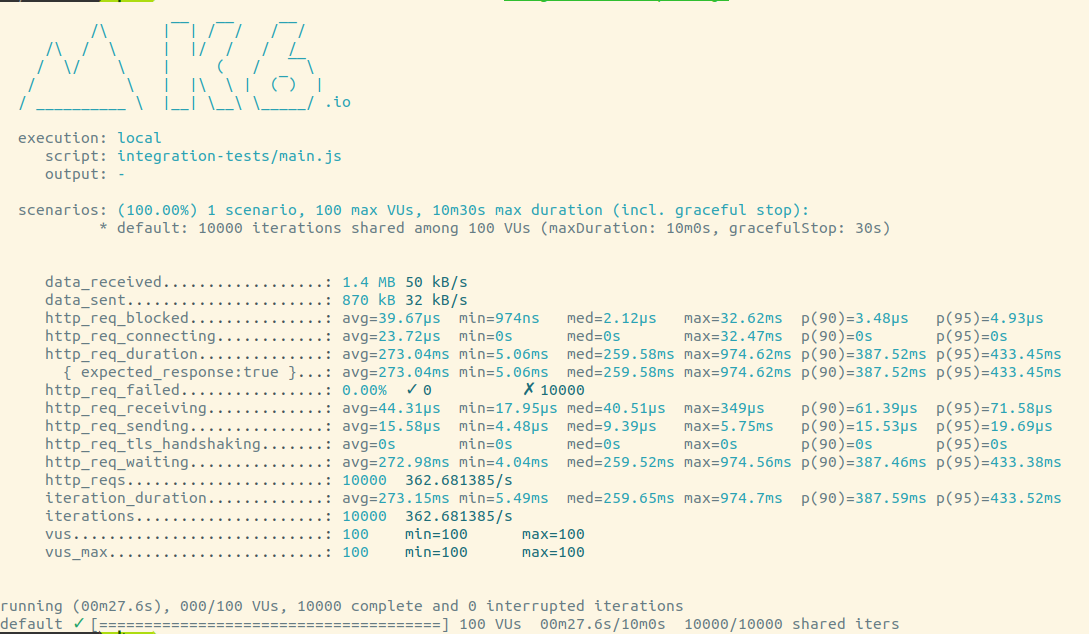 .io
execution: local
script: integration-tests/main.js
output: -
scenarios: (100.00%) 1 scenario, 100 max VUs, 10m30s max duration (incl. graceful stop):
* default: 10000 iterations shared among 100 VUs (maxDuration: 10m0s, gracefulStop: 30s)
data_received..................: 1.4 MB 50 kB/s
data_sent......................: 870 kB 32 kB/s
http_req_blocked...............: avg=39.67µs min=974ns med=2.12µs max=32.62ms p(90)=3.48µs p(95)=4.93µs
http_req_connecting............: avg=23.72µs min=0s med=0s max=32.47ms p(90)=0s p(95)=0s
http_req_duration..............: avg=273.04ms min=5.06ms med=259.58ms max=974.62ms p(90)=387.52ms p(95)=433.45ms
{ expected_response:true }...: avg=273.04ms min=5.06ms med=259.58ms max=974.62ms p(90)=387.52ms p(95)=433.45ms
http_req_failed................: 0.00% ✓ 0 ✗ 10000
http_req_receiving.............: avg=44.31µs min=17.95µs med=40.51µs max=349µs p(90)=61.39µs p(95)=71.58µs
http_req_sending...............: avg=15.58µs min=4.48µs med=9.39µs max=5.75ms p(90)=15.53µs p(95)=19.69µs
http_req_tls_handshaking.......: avg=0s min=0s med=0s max=0s p(90)=0s p(95)=0s
http_req_waiting...............: avg=272.98ms min=4.04ms med=259.52ms max=974.56ms p(90)=387.46ms p(95)=433.38ms
http_reqs......................: 10000 362.681385/s
iteration_duration.............: avg=273.15ms min=5.49ms med=259.65ms max=974.7ms p(90)=387.59ms p(95)=433.52ms
iterations.....................: 10000 362.681385/s
vus............................: 100 min=100 max=100
vus_max........................: 100 min=100 max=100
running (00m27.6s), 000/100 VUs, 10000 complete and 0 interrupted iterations
default ✓ [======================================] 100 VUs 00m27.6s/10m0s 10000/10000 shared iters